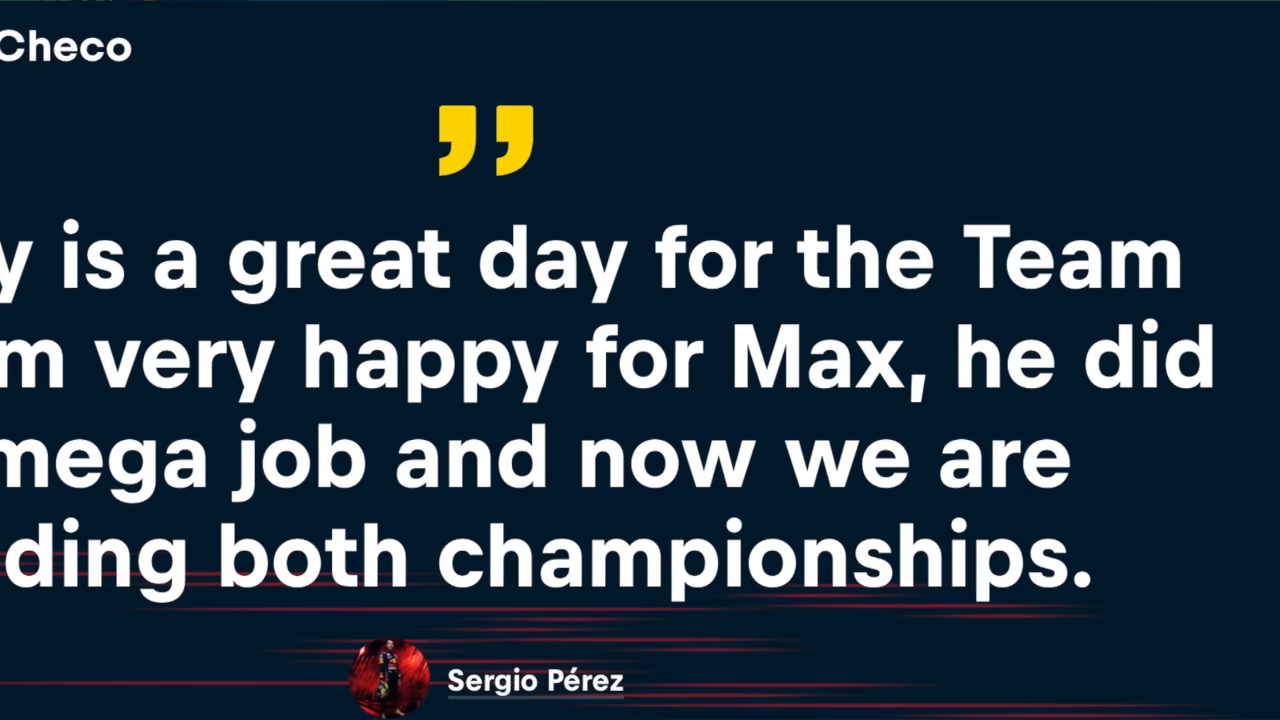 Checo
”
y is a great day for the Team
m very happy for Max, he did
mega job and now we are
ding both championships.
Sergio Pérez